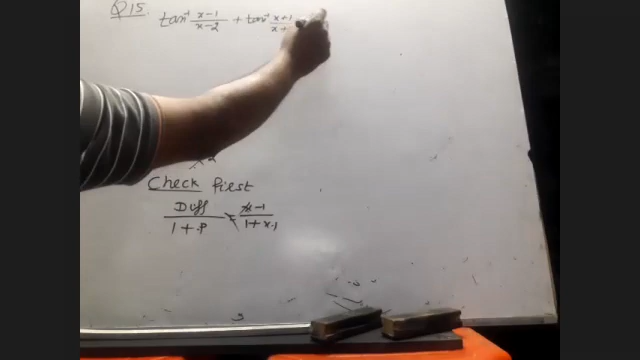 Q15.
tan⁻¹ x-1/x-2 + tan⁻¹ x+1/x+
Check first
Diff/1+P = x-1/1+x.1